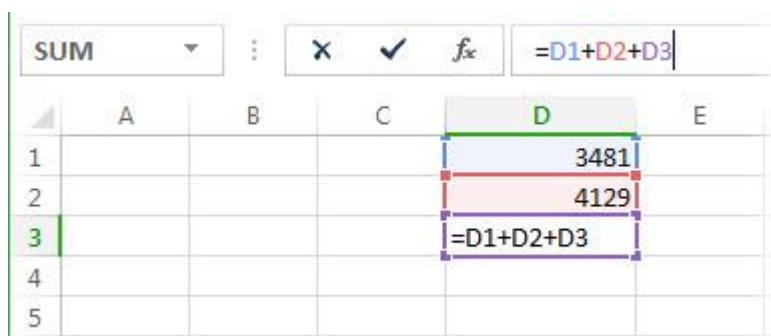 SUM fx =D1+D2+D3
A B C D E
1 3481
2 4129
3 =D1+D2+D3
4
5